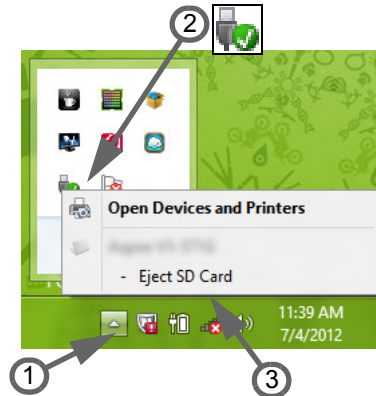 2
Open Devices and Printers
- Eject SD Card
11:39 AM
7/4/2012
1
3